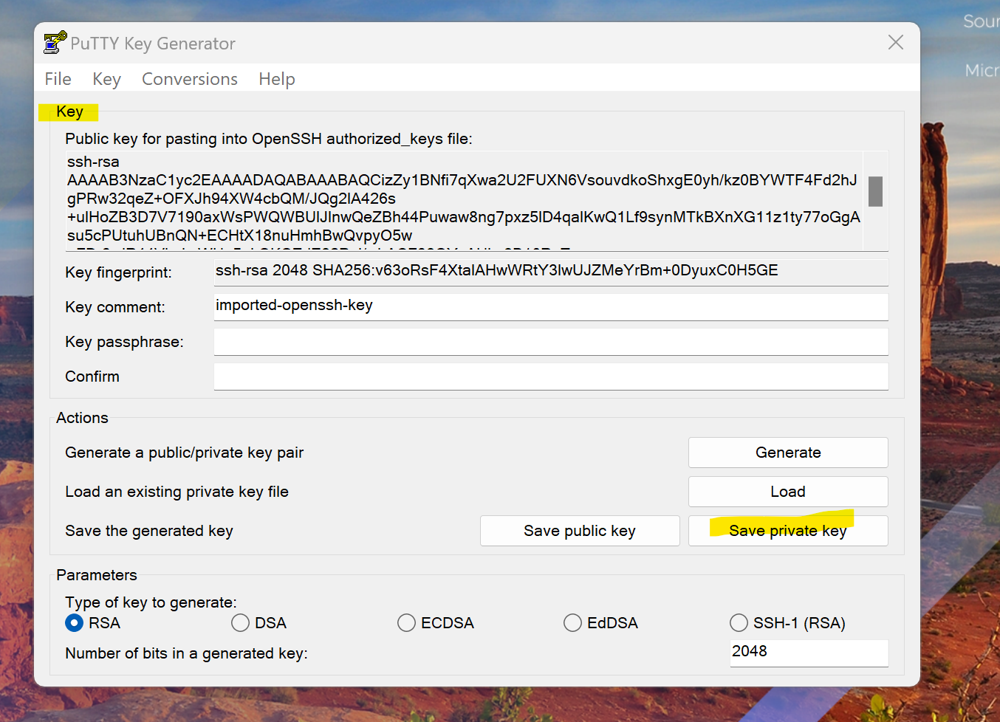 Sour
Micr
PuTTY Key Generator
File Key Conversions Help
Key
Public key for pasting into OpenSSH authorized_keys file:
ssh-rsa
AAAAB3NzaC1yc2EAAAADAQABAAABAQCizZy1BNfi7qXwa2U2FUXN6VsouvdkoShxgE0yh/kz0BYWTF4Fd2hJ
gPRw32qeZ+OFXJh94XW4cbQM/JQg2IA426s
+ulHoZB3D7V7190axWsPWQWBUIJlnwQeZBh44Puwaw8ng7pxz5ID4qalKwQ1Lf9synMTkBXnXG11z1ty77oGgA
su5cPUtuhUBnQN+ECHtX18nuHmhBwQvpyO5w
Key fingerprint: ssh-rsa 2048 SHA256:v63oRsF4XtalAHwWRtY3lwUJZMeYrBm+0DyuxC0H5GE
Key comment: imported-openssh-key
Key passphrase:
Confirm
Actions
Generate a public/private key pair Generate
Load an existing private key file Load
Save the generated key Save public key Save private key
Parameters
Type of key to generate:
RSA DSA ECDSA EdDSA SSH-1 (RSA)
Number of bits in a generated key: 2048